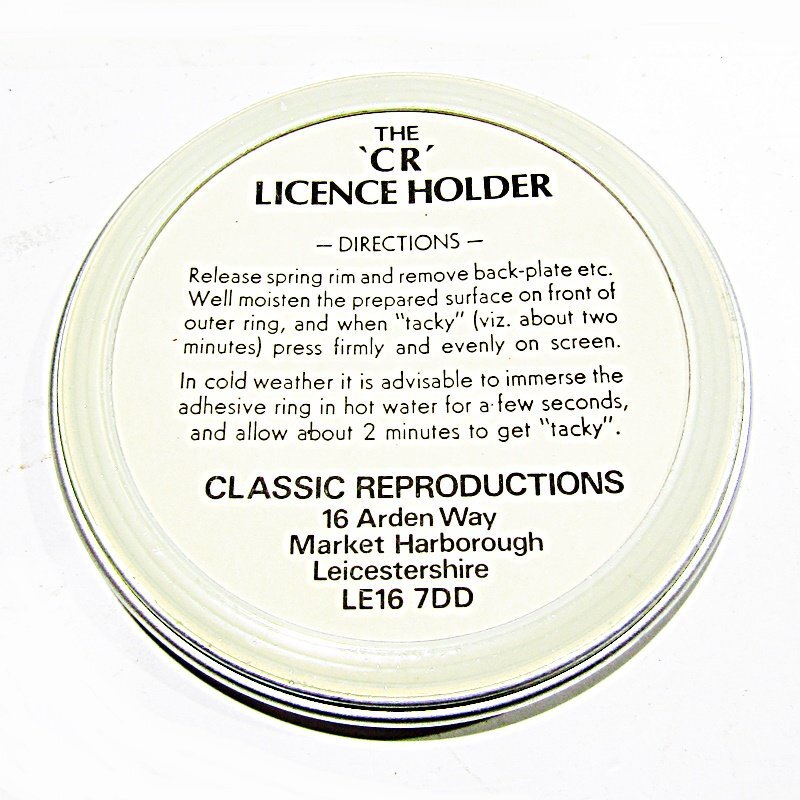 THE
`CR´
LICENCE HOLDER
— DIRECTIONS —
Release spring rim and remove back-plate etc.
Well moisten the prepared surface on front of
outer ring, and when "tacky" (viz. about two
minutes) press firmly and evenly on screen.
In cold weather it is advisable to immerse the
adhesive ring in hot water for a few seconds,
and allow about 2 minutes to get "tacky".
CLASSIC REPRODUCTIONS
16 Arden Way
Market Harborough
Leicestershire
LE16 7DD